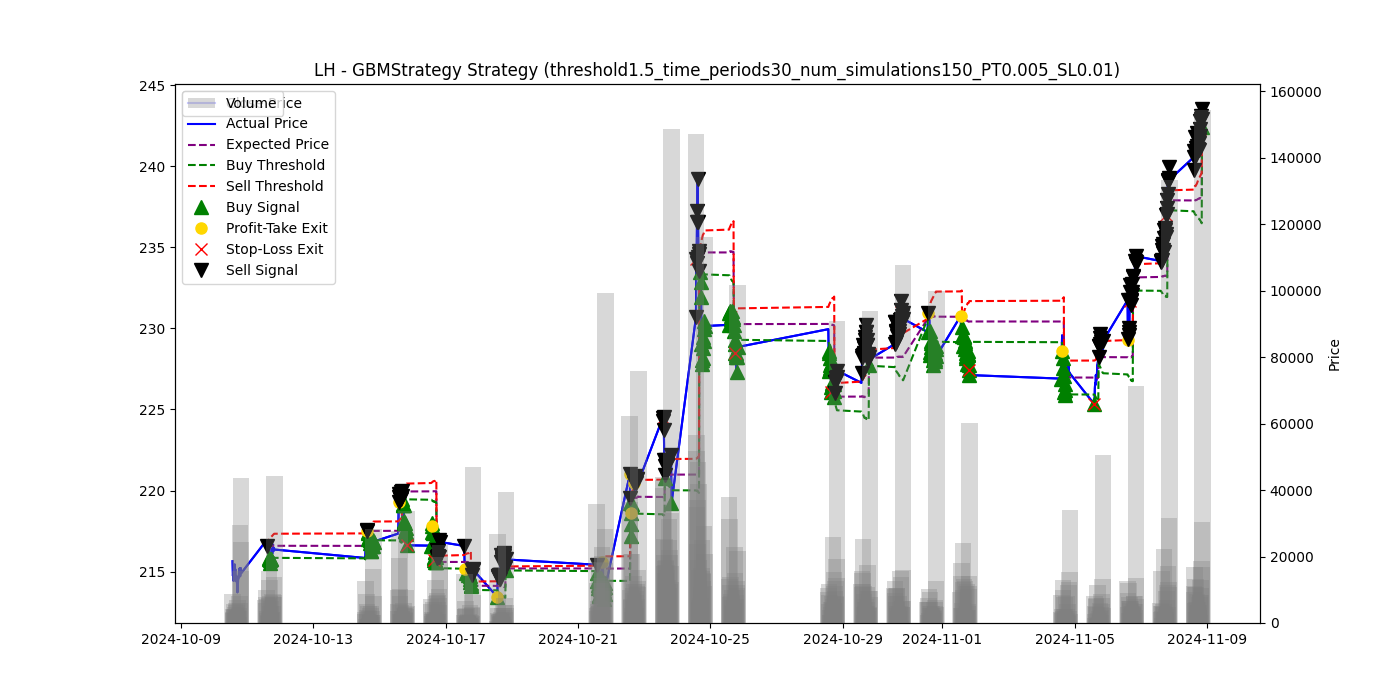 LH - GBMStrategy Strategy (threshold1.5_time_periods30_num_simulations150_PT0.005_SL0.01)
245
240
235
230
225
220
215
160000
140000
120000
100000
80000
60000
40000
20000
0
Price
Volume
Actual Price
Expected Price
Buy Threshold
Sell Threshold
Buy Signal
Profit-Take Exit
Stop-Loss Exit
Sell Signal
2024-10-09 2024-10-13 2024-10-17 2024-10-21 2024-10-25 2024-10-29 2024-11-01 2024-11-05 2024-11-09